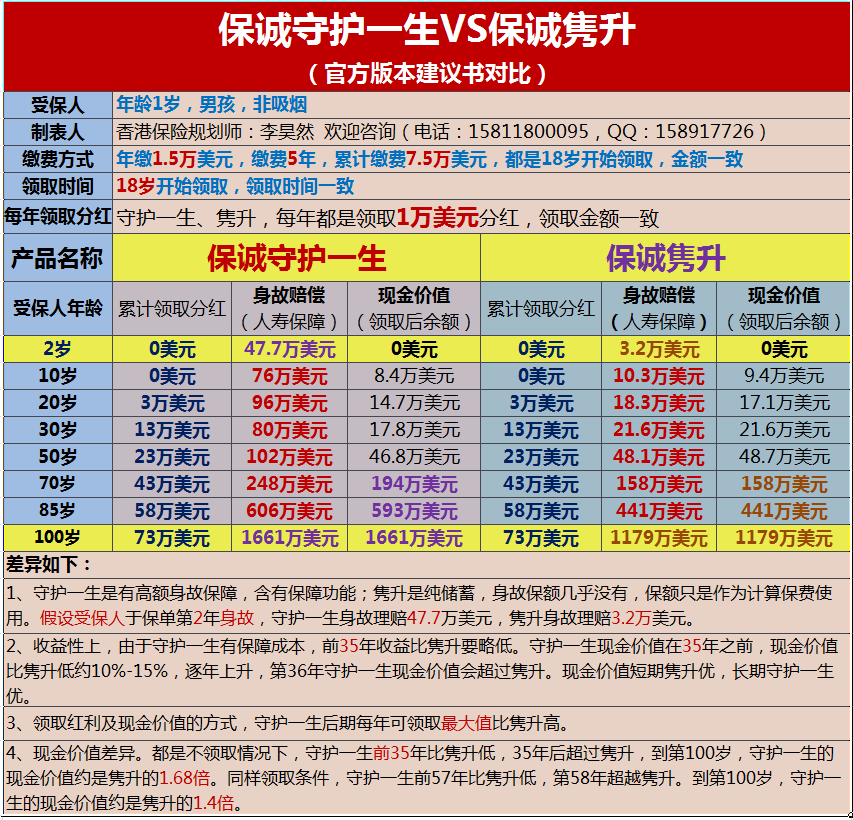 保诚守护一生VS保诚隽升
（官方版本建议书对比）
受保人 年龄1岁，男孩，非吸烟
制表人 香港保险规划师：李昊然 欢迎咨询（电话：15811800095，QQ：158917726）
缴费方式 年缴1.5万美元，缴费5年，累计缴费7.5万美元，都是18岁开始领取，金额一致
领取时间 18岁开始领取，领取时间一致
每年领取分红 守护一生、隽升，每年都是领取1万美元分红，领取金额一致
产品名称 保诚守护一生 保诚隽升
受保人年龄 累计领取分红 身故赔偿（人寿保障） 现金价值（领取后余额） 累计领取分红 身故赔偿（人寿保障） 现金价值（领取后余额）
2岁 0美元 47.7万美元 0美元 0美元 3.2万美元 0美元
10岁 0美元 76万美元 8.4万美元 0美元 10.3万美元 9.4万美元
20岁 3万美元 96万美元 14.7万美元 3万美元 18.3万美元 17.1万美元
30岁 13万美元 80万美元 17.8万美元 13万美元 21.6万美元 21.6万美元
50岁 23万美元 102万美元 46.8万美元 23万美元 48.1万美元 48.7万美元
70岁 43万美元 248万美元 194万美元 43万美元 158万美元 158万美元
85岁 58万美元 606万美元 593万美元 58万美元 441万美元 441万美元
100岁 73万美元 1661万美元 1661万美元 73万美元 1179万美元 1179万美元
差异如下：
1、守护一生是有高额身故保障，含有保障功能；隽升是纯储蓄，身故保额几乎没有，保额只是作为计算保费使
用。假设受保人于保单第2年身故，守护一生身故理赔47.7万美元，隽升身故理赔3.2万美元。
2、收益性上，由于守护一生有保障成本，前35年收益比隽升要略低。守护一生现金价值在35年之前，现金价值
比隽升低约10%-15%，逐年上升，第36年守护一生现金价值会超过隽升。现金价值短期隽升优，长期守护一生
优。
3、领取红利及现金价值的方式，守护一生后期每年可领取最大值比隽升高。
4、现金价值差异。都是不领取情况下，守护一生前35年比隽升低，35年后超过隽升，到第100岁，守护一生的
现金价值约是隽升的1.68倍。同样领取条件，守护一生前57年比隽升低，第58年超越隽升。到第100岁，守护一
生的现金价值约是隽升的1.4倍。